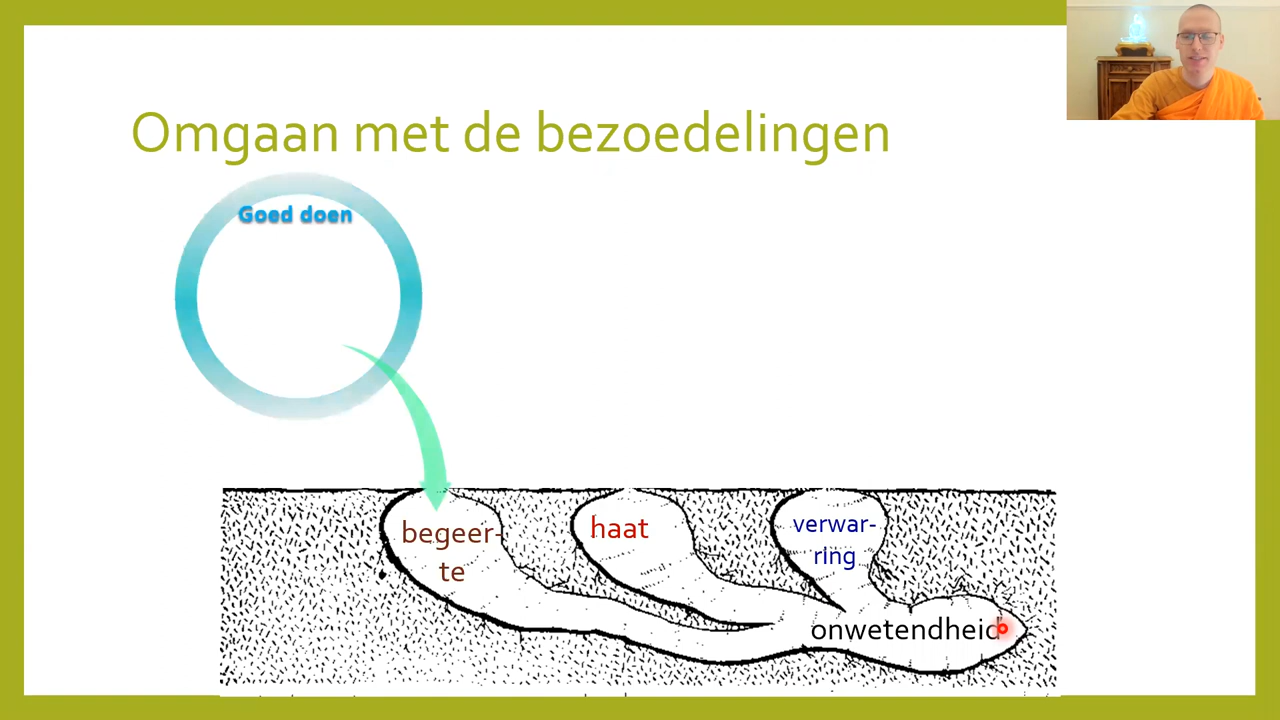 Omgaan met de bezoedelingen
Goed doen
begeer-
te
haat
verwar-
ring
onwetendheid